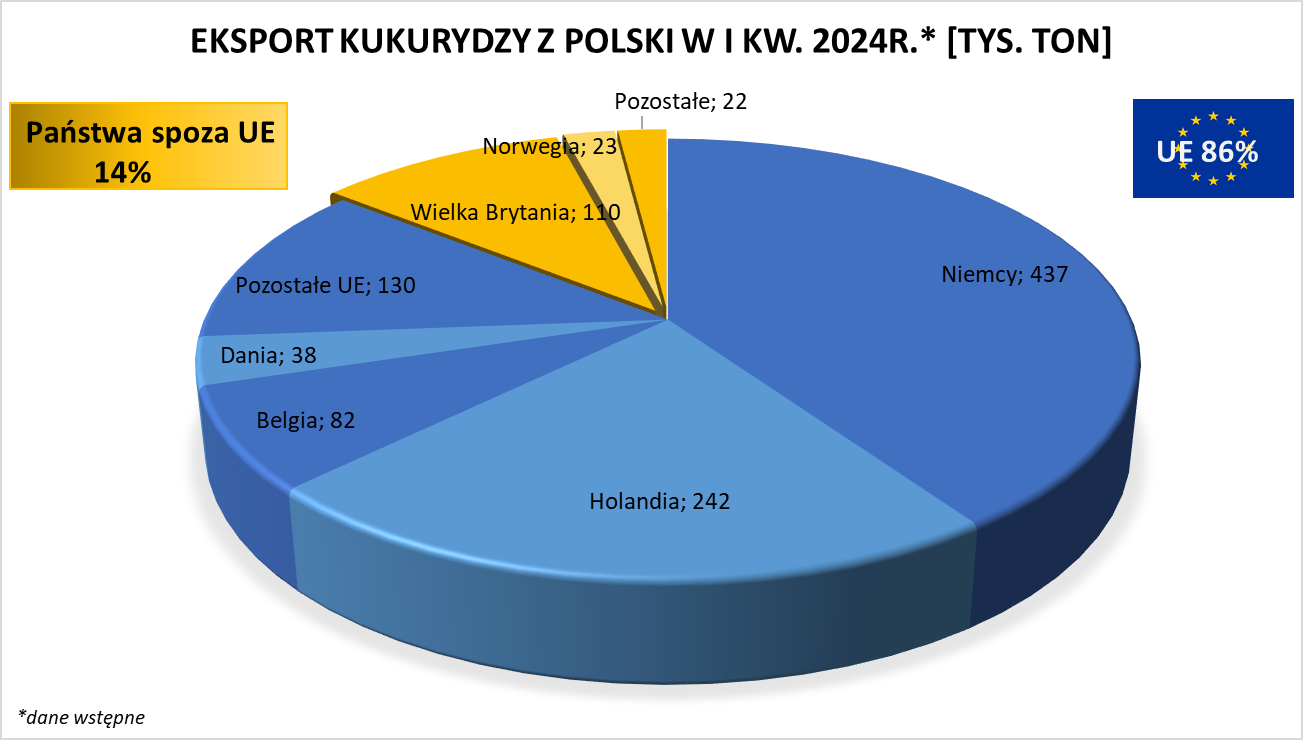 EKSPORT KUKURYDZY Z POLSKI W I KW. 2024R.* [TYS. TON]
Pozostałe; 22
Państwa spoza UE
14%
Norwegia; 23
UE 86%
Wielka Brytania; 110
Niemcy; 437
Pozostałe UE; 130
Dania; 38
Belgia; 82
Holandia; 242
*dane wstępne